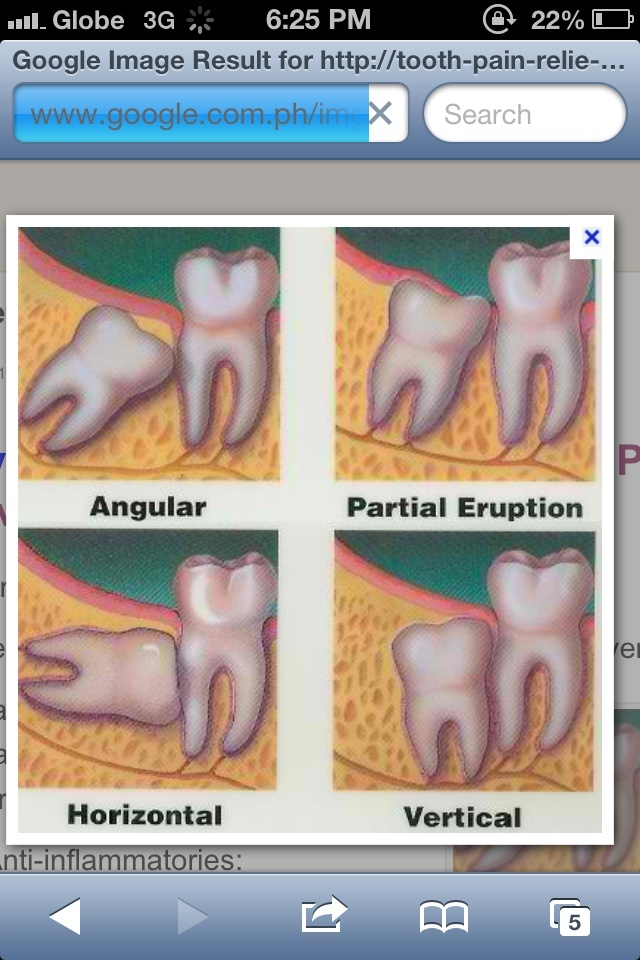 Globe 3G 6:25 PM 22%
Google Image Result for http://tooth-pain-relie-...
www.google.com.ph/im
Search
Angular
Partial Eruption
Horizontal
Vertical
Anti-inflammatories:
5